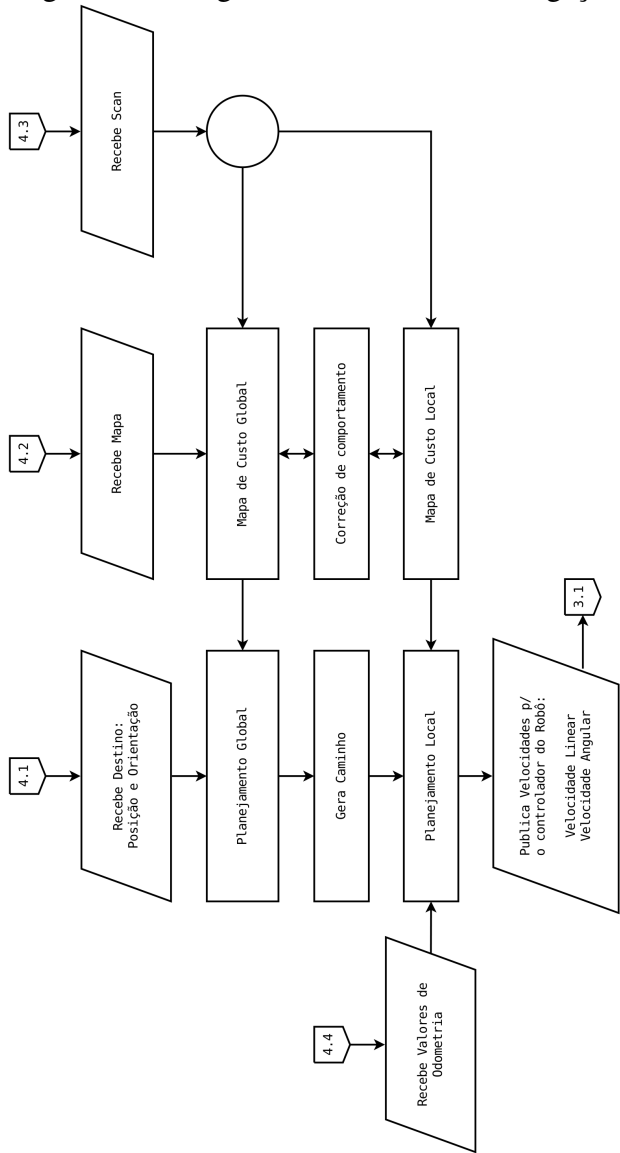 4.1
4.2
4.3
Recebe Destino:
Posição e Orientação
Recebe Mapa
Recebe Scan
Planejamento Global
Mapa de Custo Global
4.4
Gera Caminho
Correção de comportamento
Recebe Valores de
Odometria
Planejamento Local
Mapa de Custo Local
Publica Velocidades p/
o controlador do Robô:
Velocidade Linear
Velocidade Angular
3.1